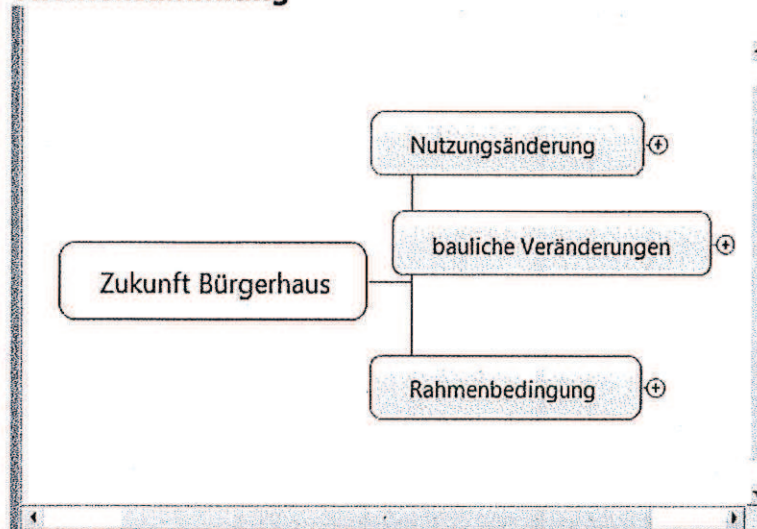 Nutzungsänderung
bauliche Veränderungen
Zukunft Bürgerhaus
Rahmenbedingung